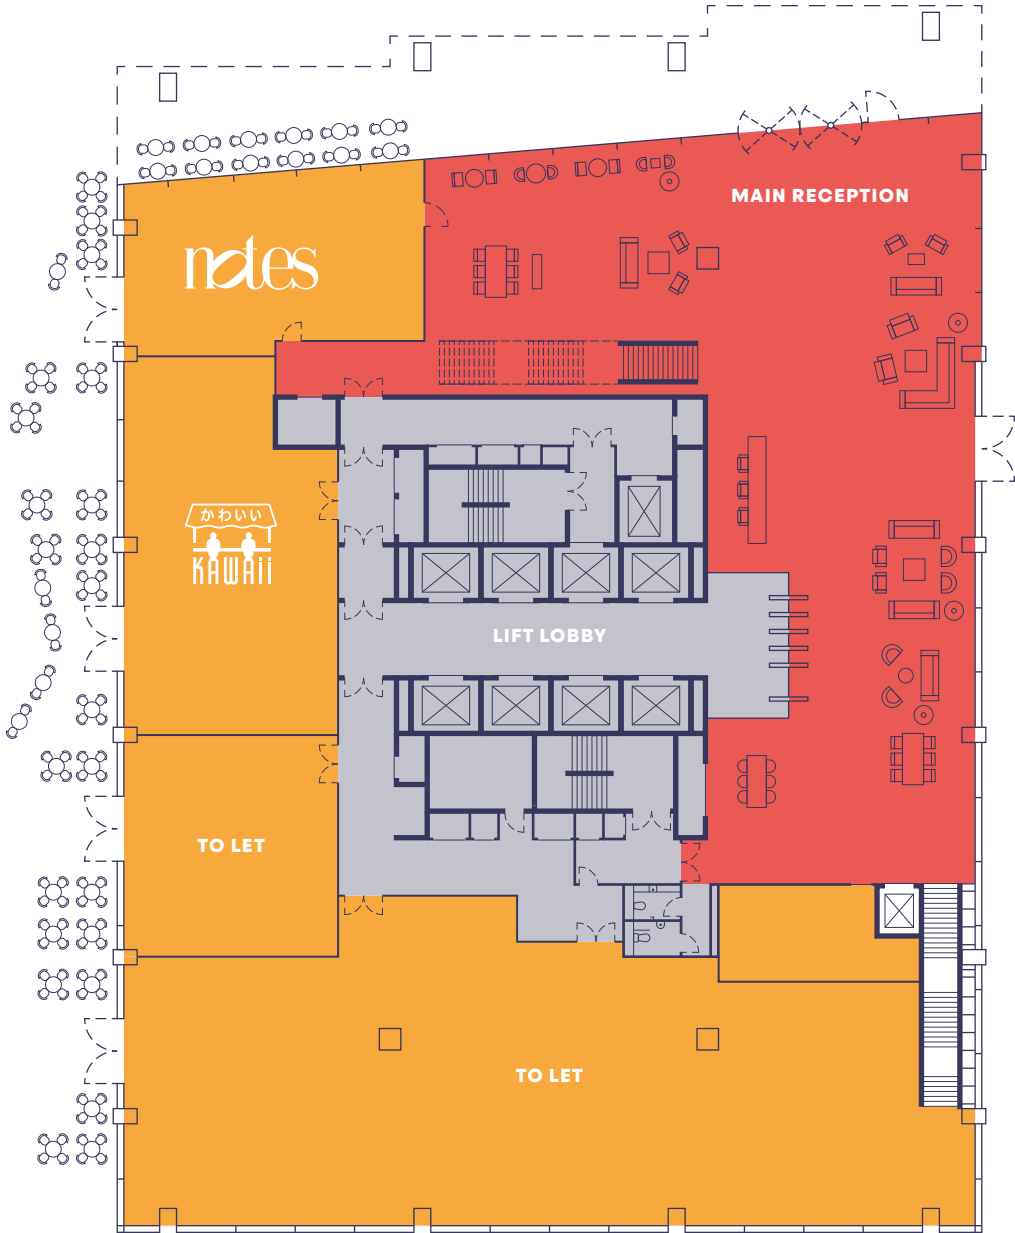 MAIN RECEPTION
notes
かわいい
KAWAii
LIFT LOBBY
TO LET
TO LET